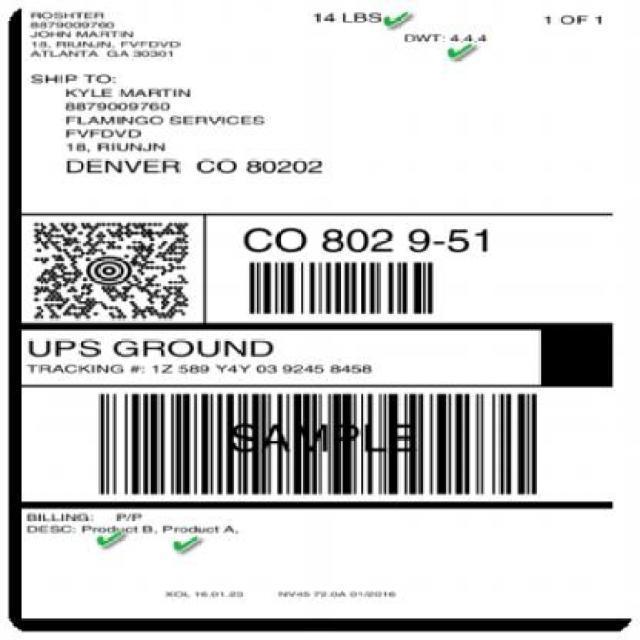 ROSHTER
8879009760
JOHN MARTIN
18, RIUNJN, FVFDVD
ATLANTA GA 30301
14 LBS
1 OF 1
DWT: 4,4,4
SHIP TO:
KYLE MARTIN
8879009760
FLAMINGO SERVICES
FVFDVD
18, RIUNJN
DENVER CO 80202
CO 802 9-51
UPS GROUND
TRACKING #: 1Z 589 Y4Y 03 9245 8458
SAMPLE
BILLING: P/P
DESC: Product B, Product A,
XOL 16.01.23 NV45 72.0A 01/2016